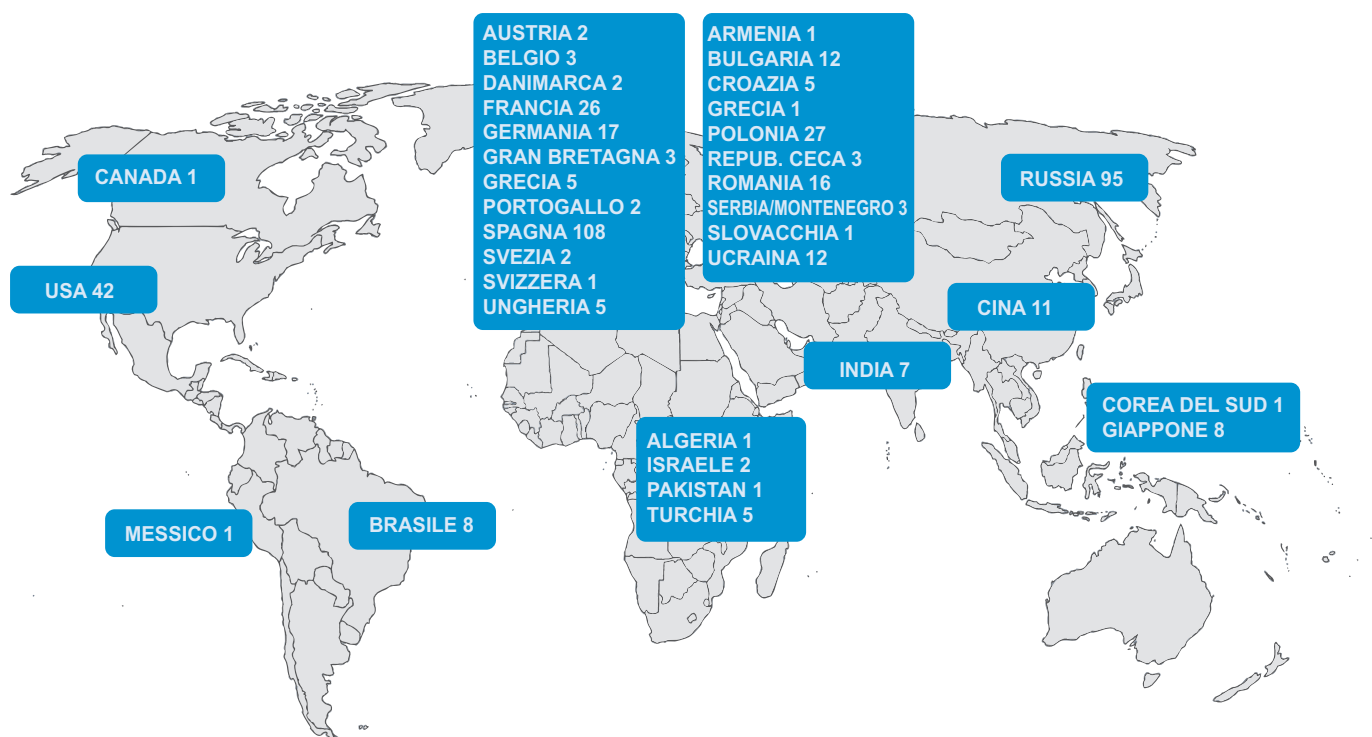 AUSTRIA 2
BELGIO 3
DANIMARCA 2
FRANCIA 26
GERMANIA 17
GRAN BRETAGNA 3
GRECIA 5
PORTOGALLO 2
SPAGNA 108
SVEZIA 2
SVIZZERA 1
UNGHERIA 5
ARMENIA 1
BULGARIA 12
CROAZIA 5
GRECIA 1
POLONIA 27
REPUB. CECA 3
ROMANIA 16
SERBIA/MONTENEGRO 3
SLOVACCHIA 1
UCRAINA 12
CANADA 1
RUSSIA 95
USA 42
CINA 11
INDIA 7
COREA DEL SUD 1
GIAPPONE 8
ALGERIA 1
ISRAELE 2
PAKISTAN 1
TURCHIA 5
MESSICO 1
BRASILE 8